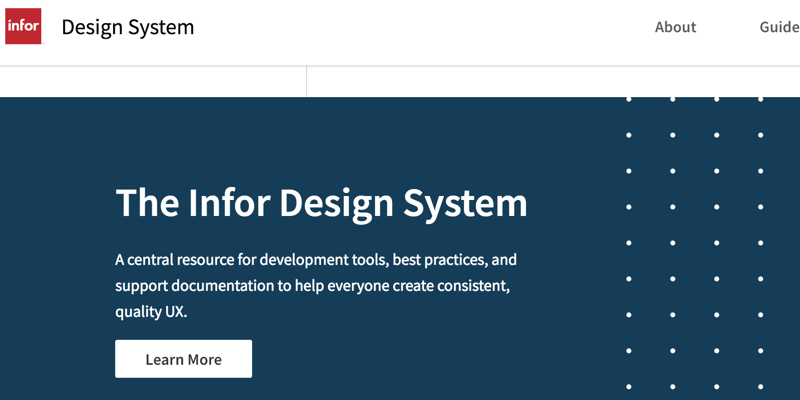 infor
Design System
About
Guide
The Infor Design System
A central resource for development tools, best practices, and
support documentation to help everyone create consistent,
quality UX.
Learn More